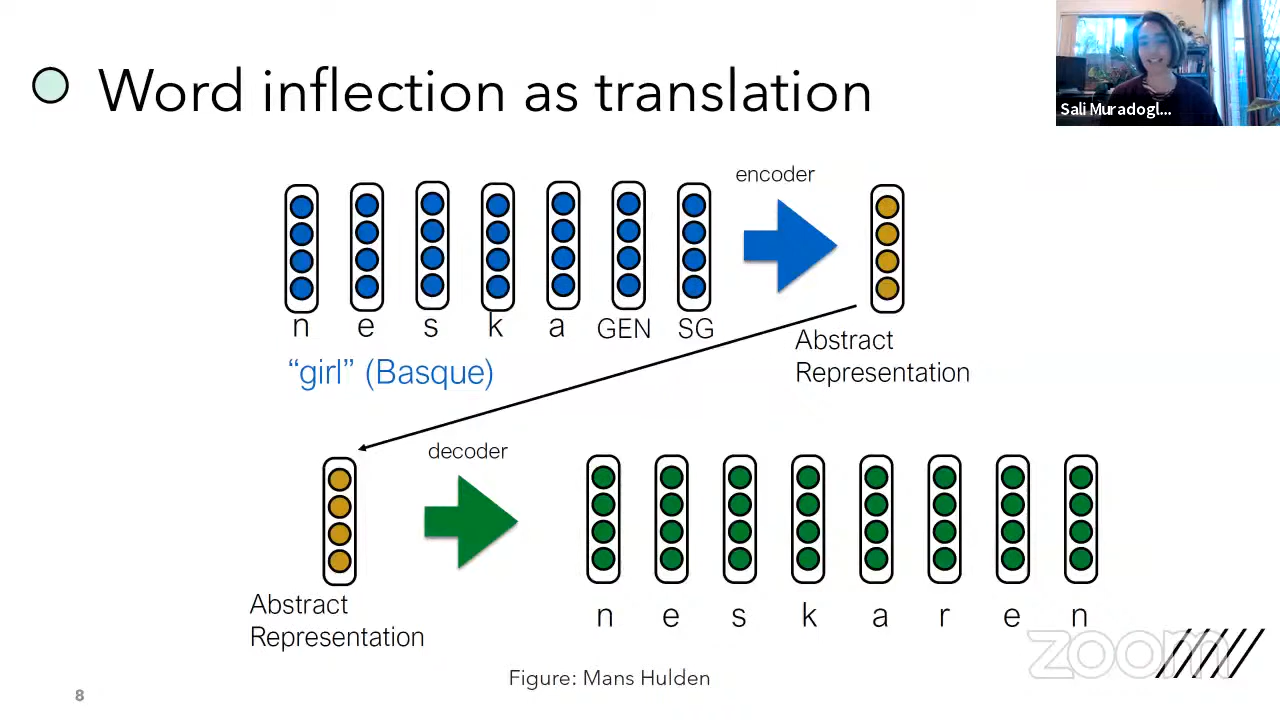 Word inflection as translation
Sali Muradogl...
encoder
n e s k a GEN SG
Abstract
Representation
“girl” (Basque)
decoder
Abstract
Representation
n e s k a r e n
zoom
Figure: Mans Hulden
8